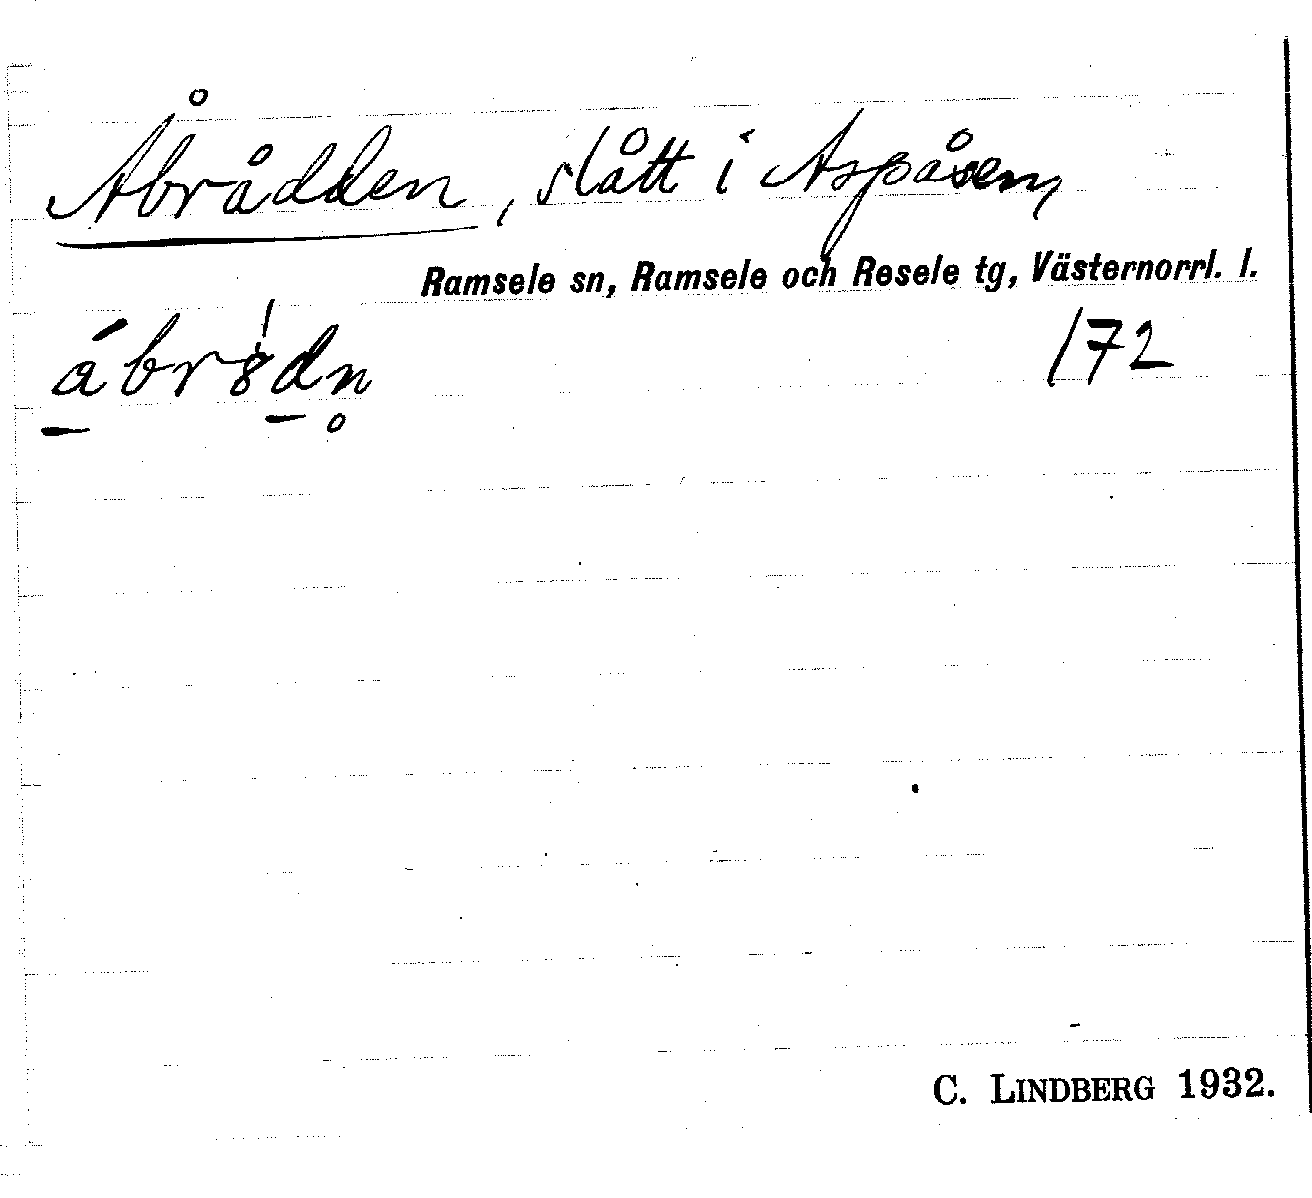 Åbrådden, slått i Aspåsen,
Ramsele sn, Ramsele och Resele tg, Västernorrl. l.
172
C. LINDBERG 1932.